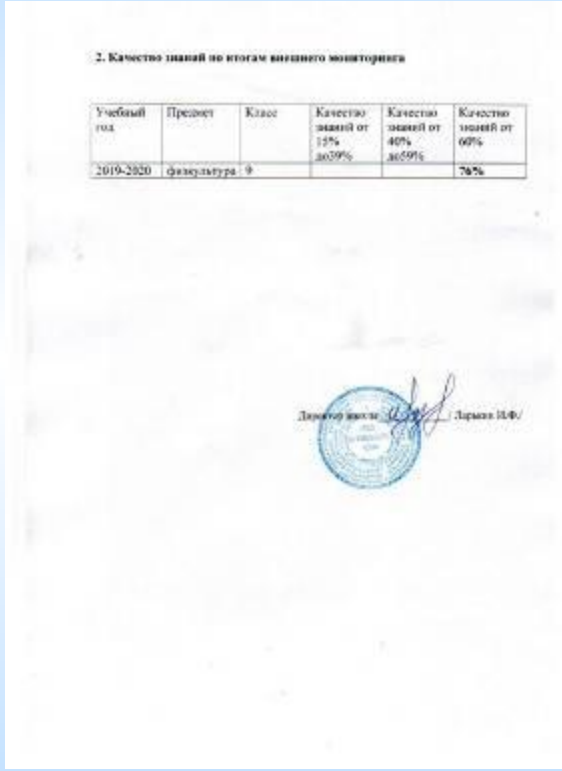 2. Качество знаний по итогам внешнего мониторинга
Учебный год
Предмет
Класс
Качество знаний от 15% до39%
Качество знаний от 40% до59%
Качество знаний от 60%
2019-2020 физкультура 9 76%
Директор школы / Ларькин И.Ф./